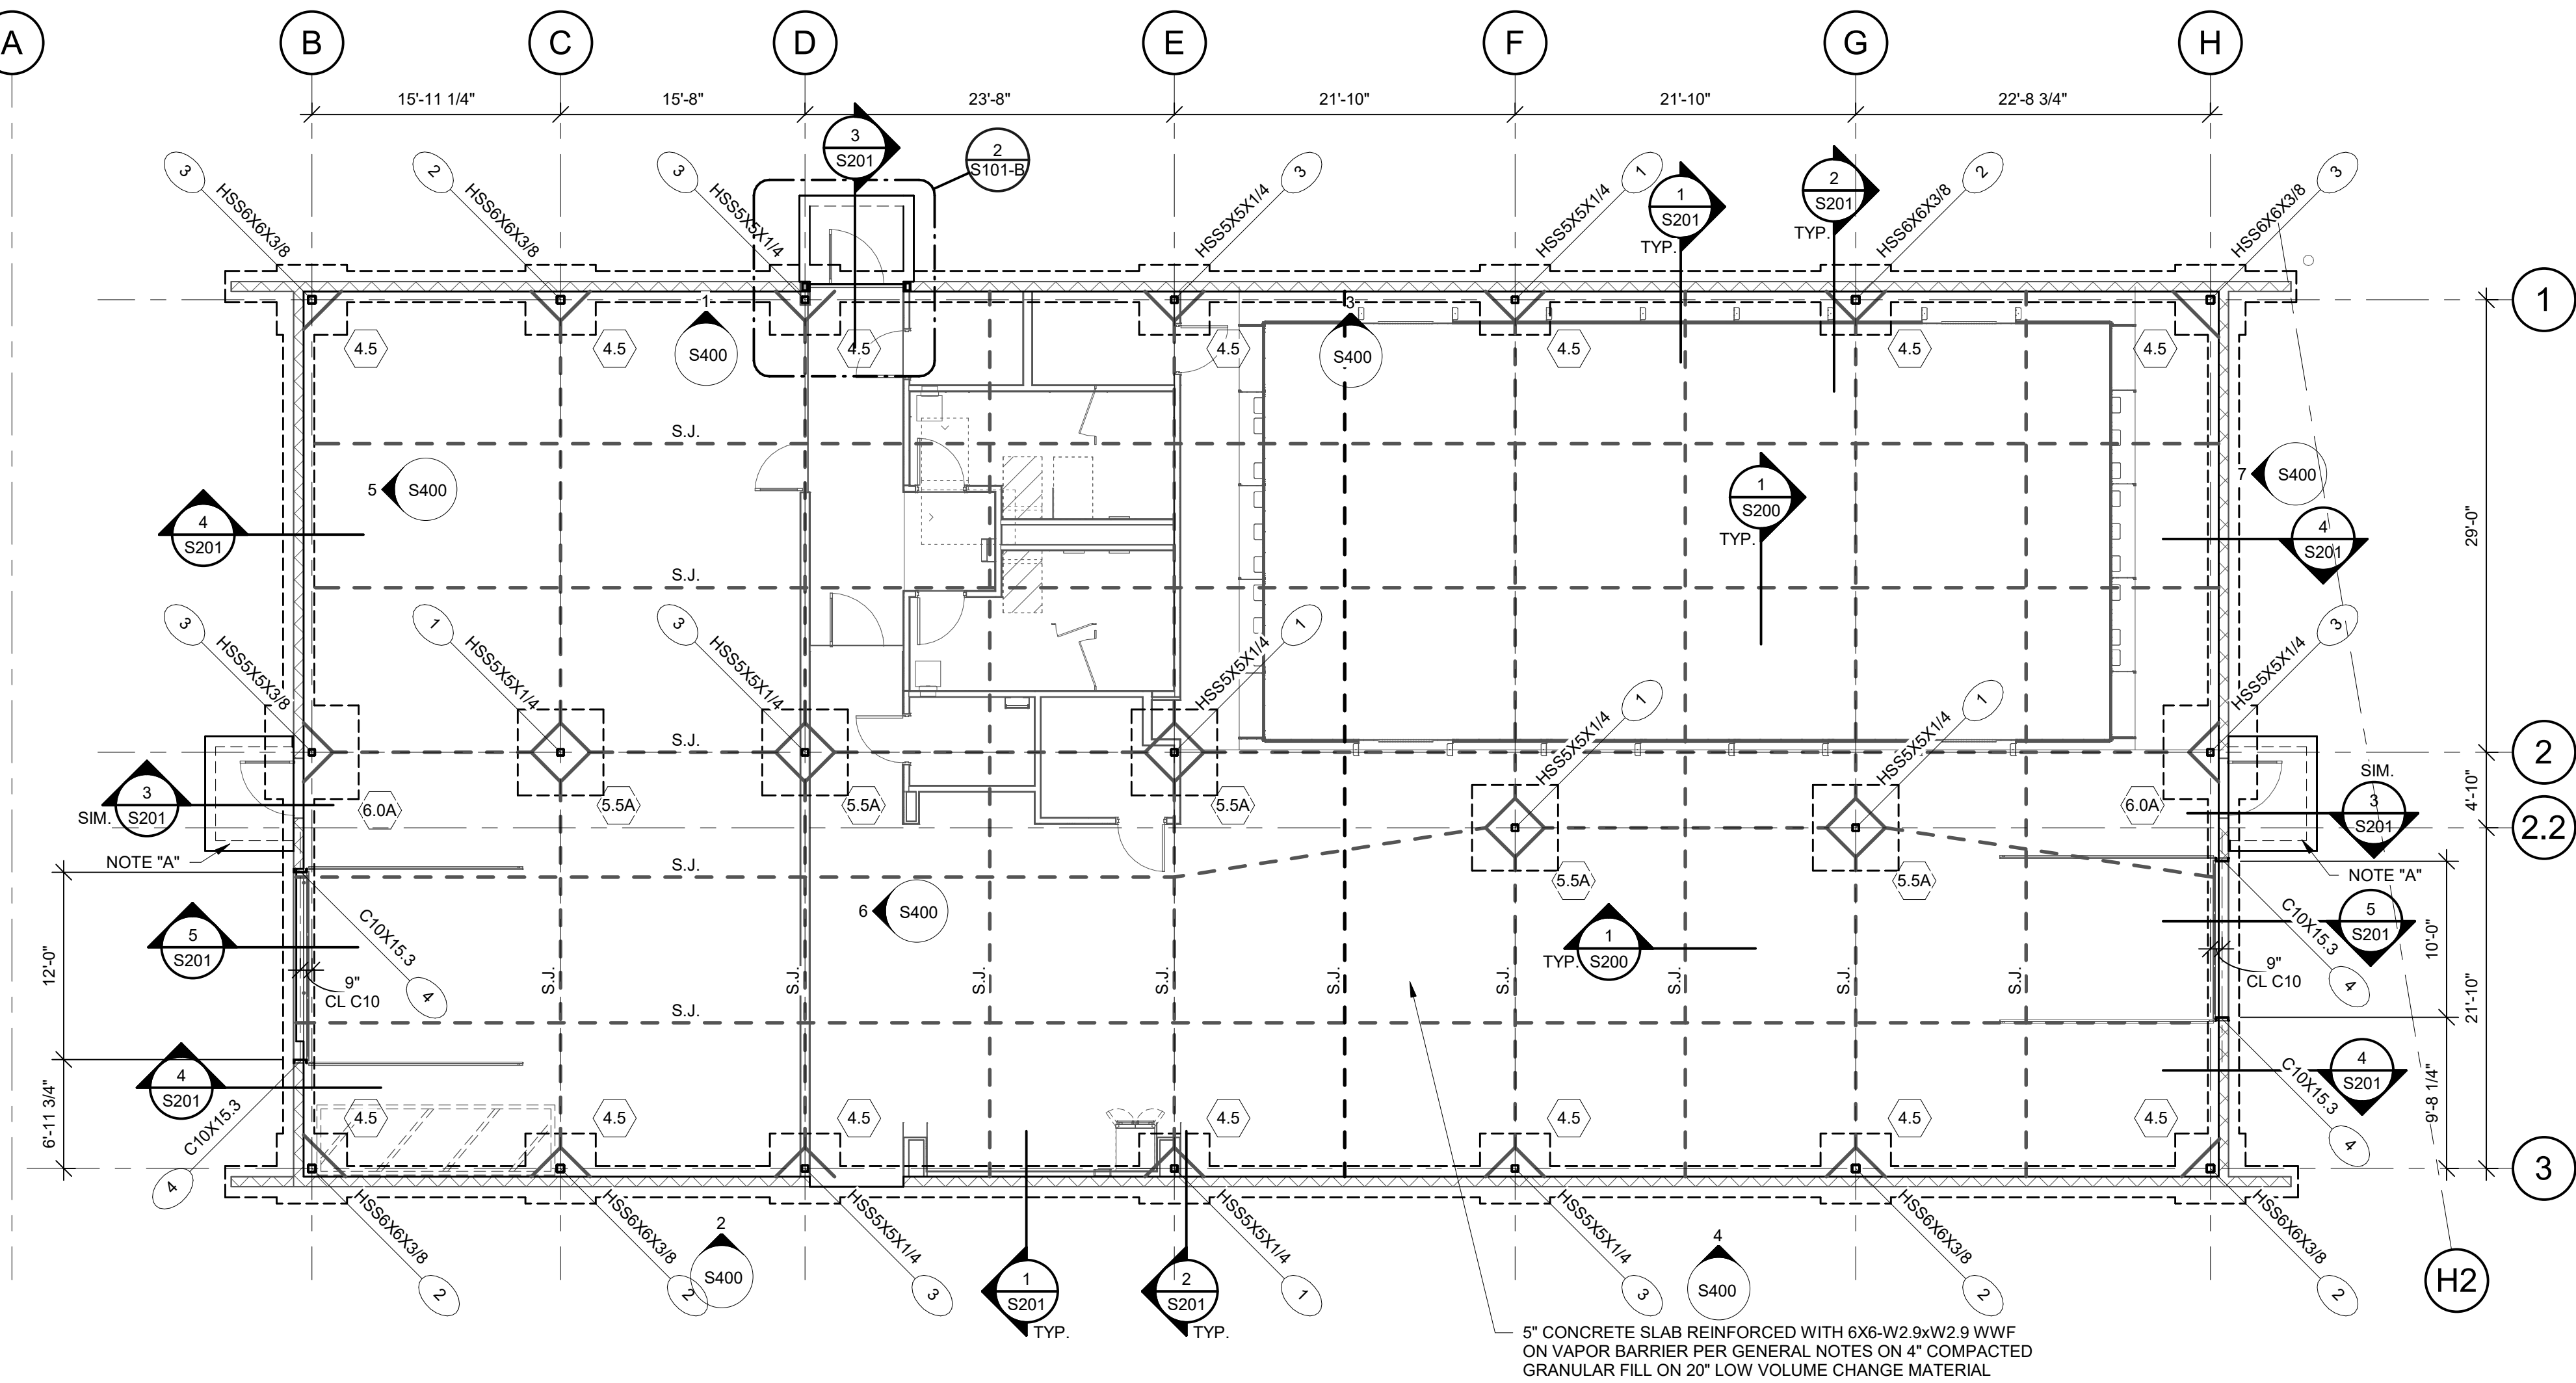 A
B
C
D
E
F
G
H
15'-11 1/4"
15'-8"
23'-8"
21'-10"
21'-10"
22'-8 3/4"
3
S201
2
S101-B
3
HSS6X6X3/8
2
HSS6X6X3/8
3
HSS5X5X1/4
HSS5X5X1/4
3
HSS5X5X1/4
1
1
S201
TYP.
2
S201
TYP.
HSS6X6X3/8
2
HSS6X6X3/8
3
1
1
S400
3
S400
4.5
4.5
4.5
4.5
4.5
4.5
4.5
S.J.
5
S400
7
S400
4
S201
1
S200
TYP.
4
S201
29'-0"
S.J.
3
HSS5X5X3/8
1
HSS5X5X1/4
3
HSS5X5X1/4
HSS5X5X1/4
1
HSS5X5X1/4
1
HSS5X5X1/4
1
HSS5X5X1/4
3
S.J.
2
3
S201
SIM.
6.0A
5.5A
5.5A
5.5A
6.0A
SIM.
3
S201
4'-10"
2.2
NOTE "A"
NOTE "A"
S.J.
5.5A
5.5A
6
S400
1
S200
TYP.
5
S201
12'-0"
C10X15.3
4
9"
CL C10
S.J.
S.J.
S.J.
S.J.
S.J.
S.J.
S.J.
S.J.
9"
CL C10
C10X15.3
4
5
S201
10'-0"
21'-10"
S.J.
4
S201
6'-11 3/4"
C10X15.3
4
4.5
4.5
4.5
4.5
4.5
4.5
4.5
C10X15.3
4
4
S201
9'-8 1/4"
3
HSS6X6X3/8
2
HSS6X6X3/8
2
2
S400
HSS5X5X1/4
3
1
S201
TYP.
2
S201
TYP.
HSS5X5X1/4
1
HSS5X5X1/4
3
4
S400
HSS6X6X3/8
2
HSS6X6X3/8
2
H2
5" CONCRETE SLAB REINFORCED WITH 6X6-W2.9xW2.9 WWF
ON VAPOR BARRIER PER GENERAL NOTES ON 4" COMPACTED
GRANULAR FILL ON 20" LOW VOLUME CHANGE MATERIAL